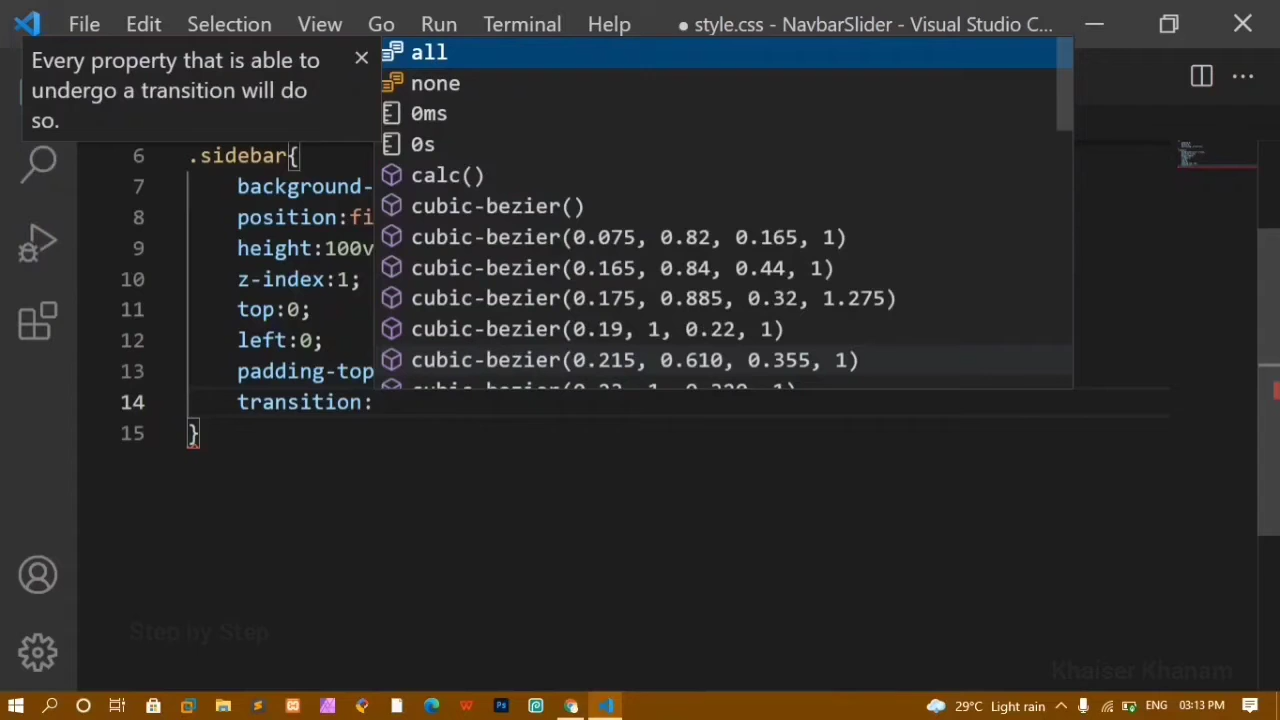 File Edit Selection View Go Run Terminal Help ● style.css - NavbarSlider - Visual Studio C...
Every property that is able to
undergo a transition will do
so.
all
none
0ms
0s
calc()
cubic-bezier()
cubic-bezier(0.075, 0.82, 0.165, 1)
cubic-bezier(0.165, 0.84, 0.44, 1)
cubic-bezier(0.175, 0.885, 0.32, 1.275)
cubic-bezier(0.19, 1, 0.22, 1)
cubic-bezier(0.215, 0.610, 0.355, 1)
6 .sidebar{
7 background-
8 position:fi
9 height:100v
10 z-index:1;
11 top:0;
12 left:0;
13 padding-top
14 transition:
15 }
Step by Step
Khaiser Khanam
29°C Light rain ENG 03:13 PM